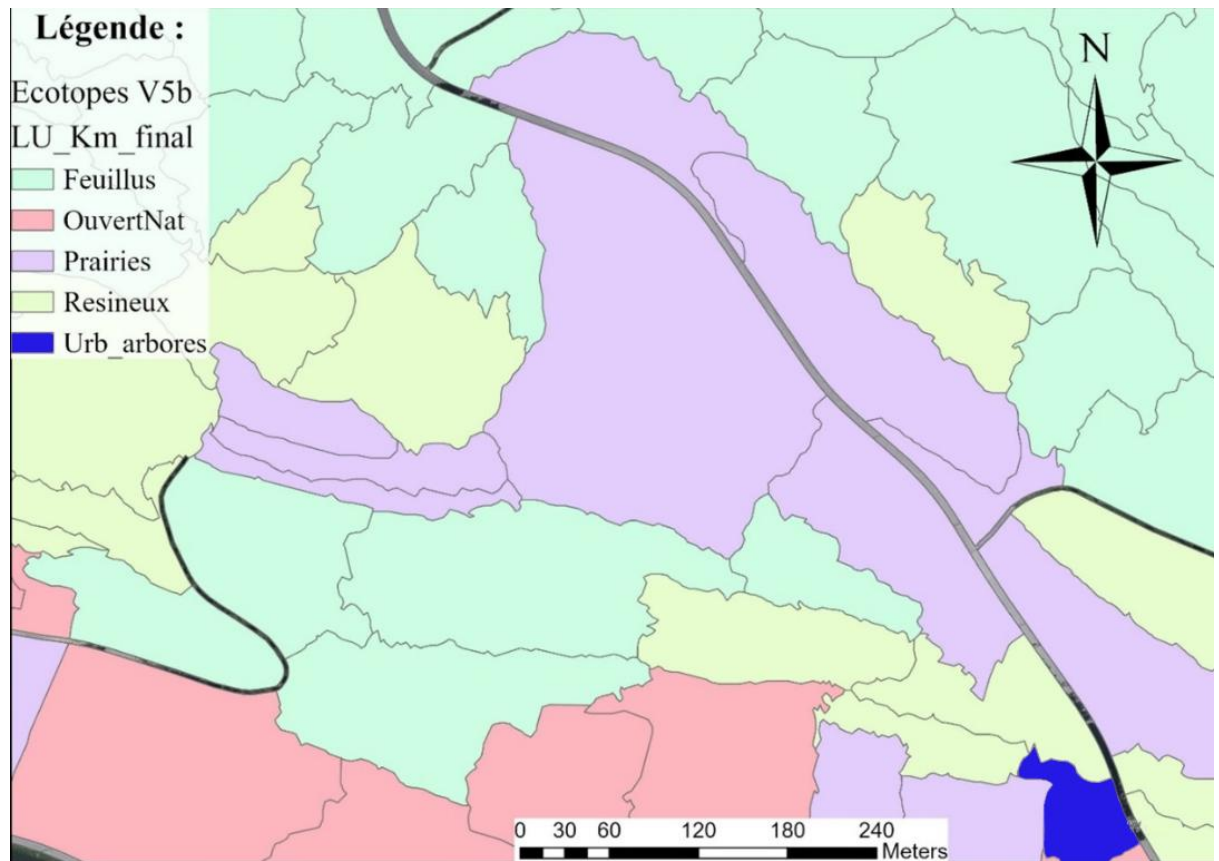 Légende :
Ecotopes V5b
LU_Km_final
Feuillus
OuvertNat
Prairies
Resineux
Urb_arbores
N
0 30 60 120 180 240
Meters